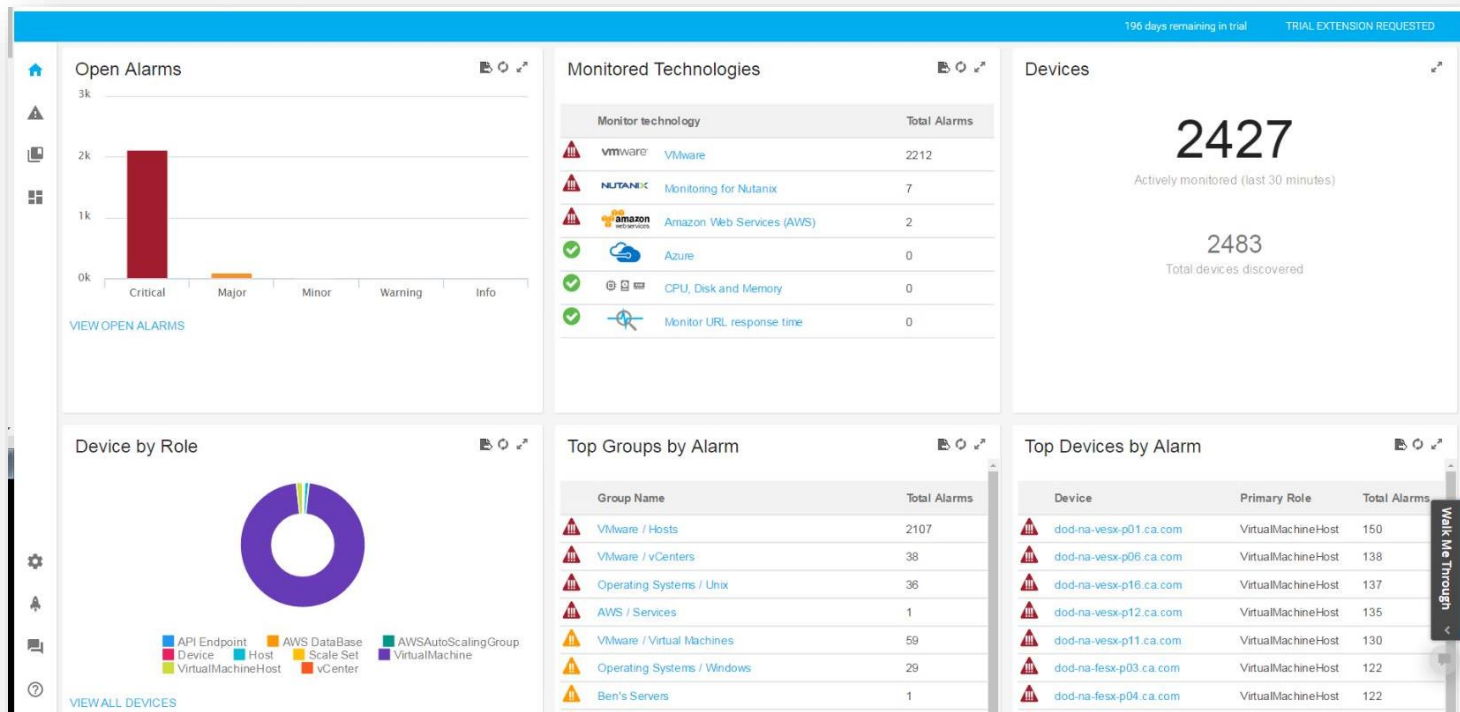 196 days remaining in trial TRIAL EXTENSION REQUESTED
Open Alarms
3k
2k
1k
0k
Critical Major Minor Warning Info
VIEW OPEN ALARMS
Monitored Technologies
Monitor technology Total Alarms
vmware VMware 2212
NUTANIX Monitoring for Nutanix 7
amazon webservices Amazon Web Services (AWS) 2
Azure 0
CPU, Disk and Memory 0
Monitor URL response time 0
Devices
2427
Actively monitored (last 30 minutes)
2483
Total devices discovered
Device by Role
API Endpoint AWS DataBase AWSAutoScalingGroup
Device Host Scale Set VirtualMachine
VirtualMachineHost vCenter
VIEW ALL DEVICES
Top Groups by Alarm
Group Name Total Alarms
VMware / Hosts 2107
VMware / vCenters 38
Operating Systems / Unix 36
AWS / Services 1
VMware / Virtual Machines 59
Operating Systems / Windows 29
Ben's Servers 1
Top Devices by Alarm
Device Primary Role Total Alarms
dod-na-vesx-p01.ca.com VirtualMachineHost 150
dod-na-vesx-p06.ca.com VirtualMachineHost 138
dod-na-vesx-p16.ca.com VirtualMachineHost 137
dod-na-vesx-p12.ca.com VirtualMachineHost 135
dod-na-vesx-p11.ca.com VirtualMachineHost 130
dod-na-fesx-p03.ca.com VirtualMachineHost 122
dod-na-fesx-p04.ca.com VirtualMachineHost 122
Walk Me Through